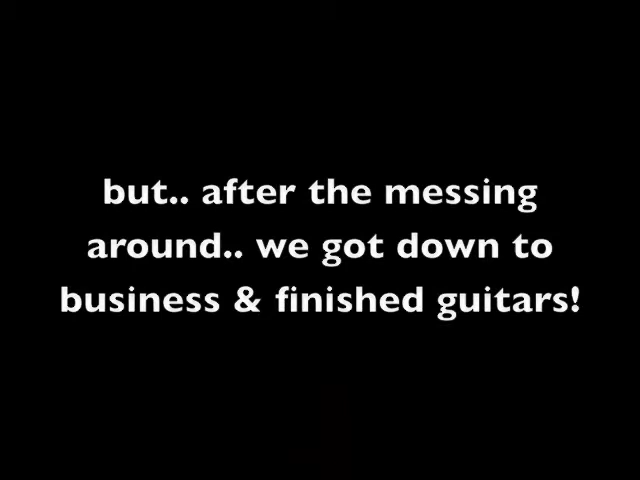 but.. after the messing
around.. we got down to
business & finished guitars!